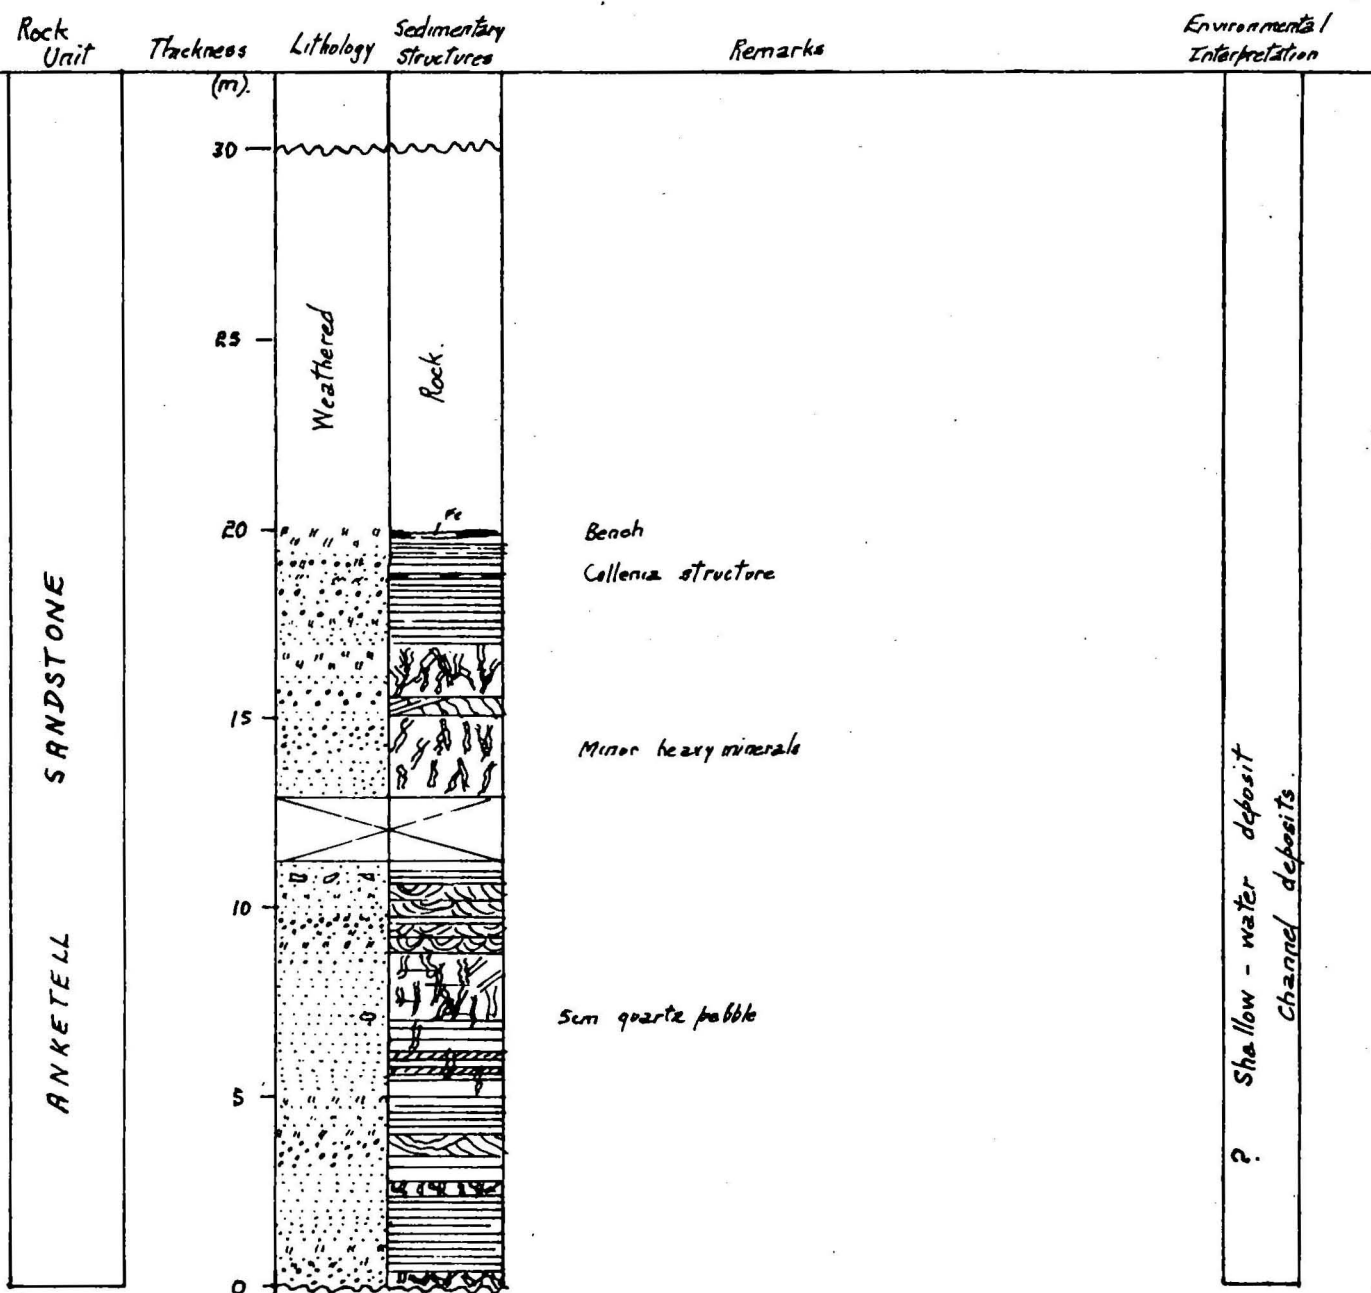 Rock Unit
Thickness
Lithology
Sedimentary Structures
Remarks
Environmental Interpretation
(m).
30
25
20
15
10
5
0
Weathered
Rock.
Fe
Bench
Collenia structure
Minor heavy minerals
5cm quartz pebble
ANKETELL SANDSTONE
? Shallow - water deposit
Channel deposits.